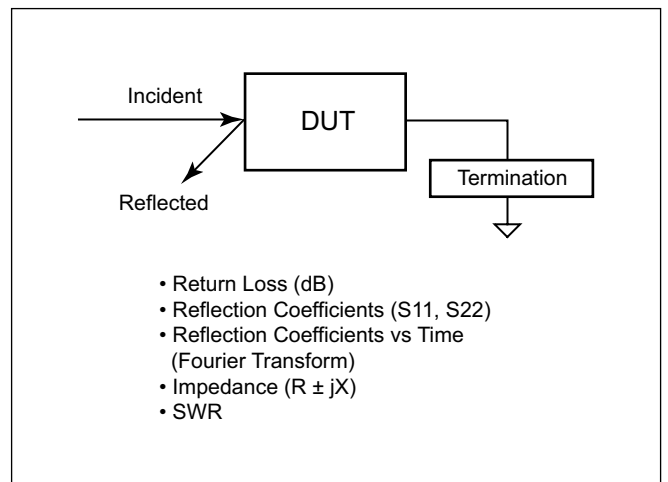 Incident
DUT
Reflected
Termination
• Return Loss (dB)
• Reflection Coefficients (S11, S22)
• Reflection Coefficients vs Time
(Fourier Transform)
• Impedance (R ± jX)
• SWR